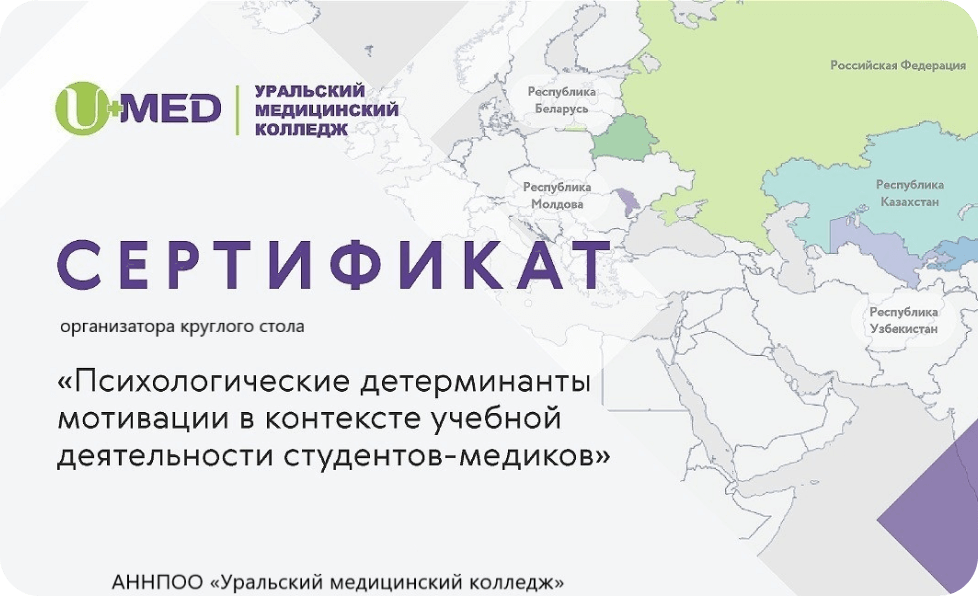 U+MED
УРАЛЬСКИЙ
МЕДИЦИНСКИЙ
КОЛЛЕДЖ
Российская Федерация
Республика
Беларусь
Республика
Молдова
Республика
Казахстан
СЕРТИФИКАТ
Республика
Узбекистан
организатора круглого стола
«Психологические детерминанты
мотивации в контексте учебной
деятельности студентов-медиков»
АННПОО «Уральский медицинский колледж»